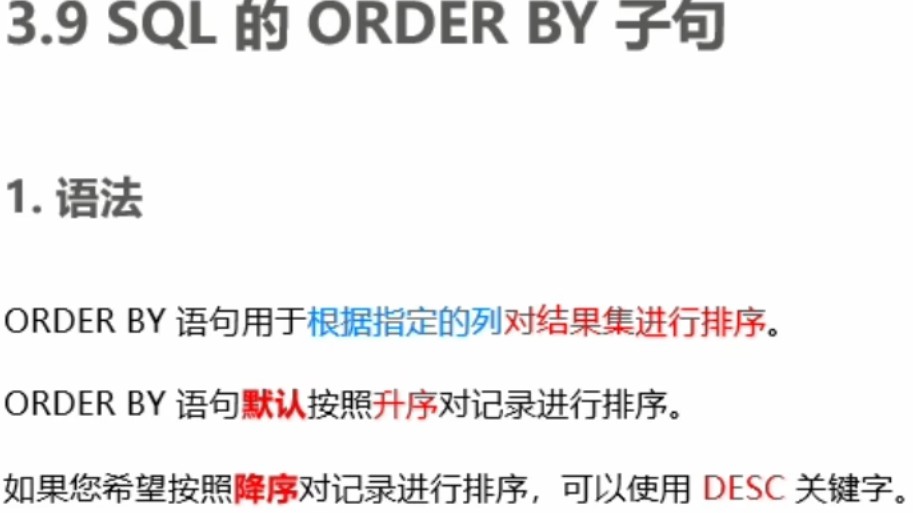 3.9 SQL 的 ORDER BY 子句
1. 语法
ORDER BY 语句用于根据指定的列对结果集进行排序。
ORDER BY 语句默认按照升序对记录进行排序。
如果您希望按照降序对记录进行排序，可以使用 DESC 关键字。